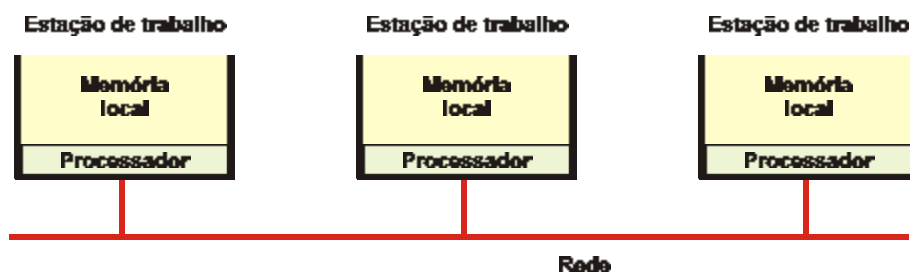 Estação de trabalho
Estação de trabalho
Estação de trabalho
Memória
local
Memória
local
Memória
local
Processador
Processador
Processador
Rede